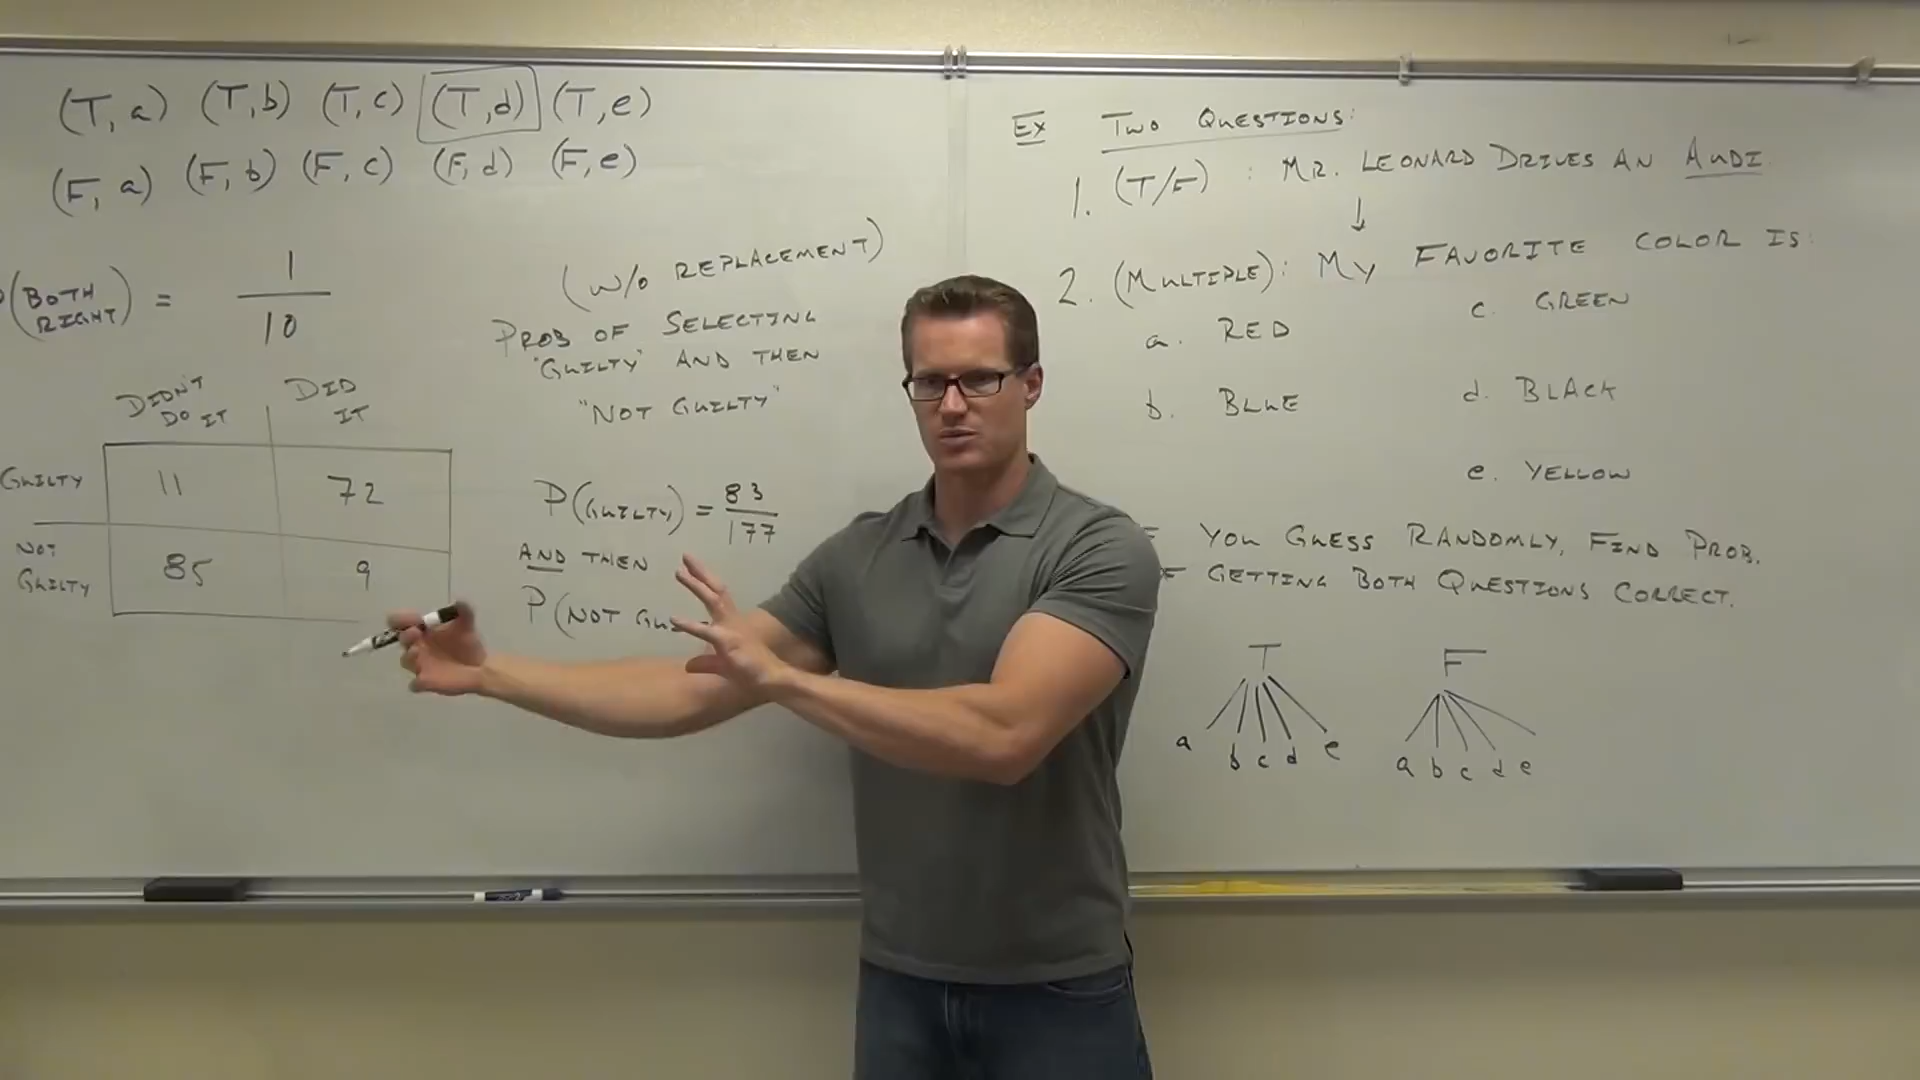 (T, a) (T, b) (T, c) (T, d) (T, e)
(F, a) (F, b) (F, c) (F, d) (F, e)
(BOTH RIGHT) = 1/10
DIDN'T DO IT
DID IT
GUILTY 11 72
NOT GUILTY 85 9
(W/O REPLACEMENT)
PROB OF SELECTING
"GUILTY" AND THEN
"NOT GUILTY"
P(GUILTY) = 83/177
AND THEN
P(NOT
EX TWO QUESTIONS:
1. (T/F) : MR. LEONARD DRIVES AN AUDI
↓
2. (MULTIPLE): MY FAVORITE COLOR IS:
a. RED
b. BLUE
c. GREEN
d. BLACK
e. YELLOW
YOU GUESS RANDOMLY, FIND PROB.
GETTING BOTH QUESTIONS CORRECT.
T F
a b c d e a b c d e